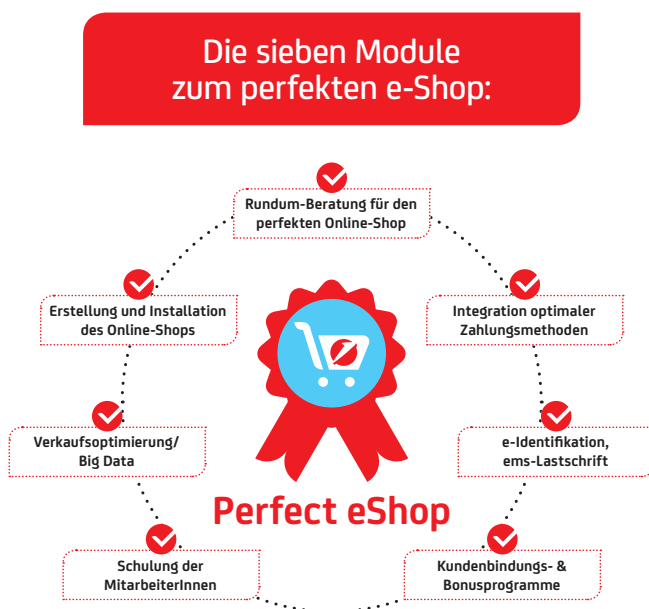 Die sieben Module
zum perfekten e-Shop:
Rundum-Beratung für den
perfekten Online-Shop
Erstellung und Installation
des Online-Shops
Integration optimaler
Zahlungsmethoden
Verkaufsoptimierung/
Big Data
e-Identifikation,
ems-Lastschrift
Perfect eShop
Schulung der
MitarbeiterInnen
Kundenbindungs- &
Bonusprogramme